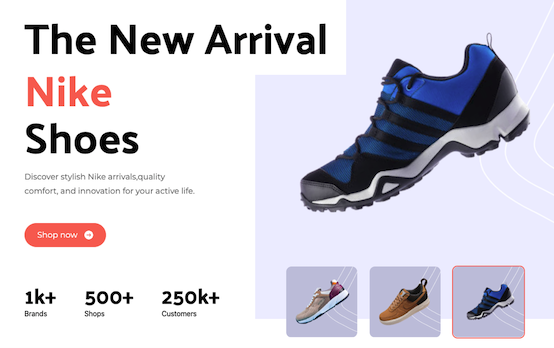 The New Arrival
Nike
Shoes
Discover stylish Nike arrivals,quality
comfort, and innovation for your active life.
Shop now
1k+ 500+ 250k+
Brands Shops Customers